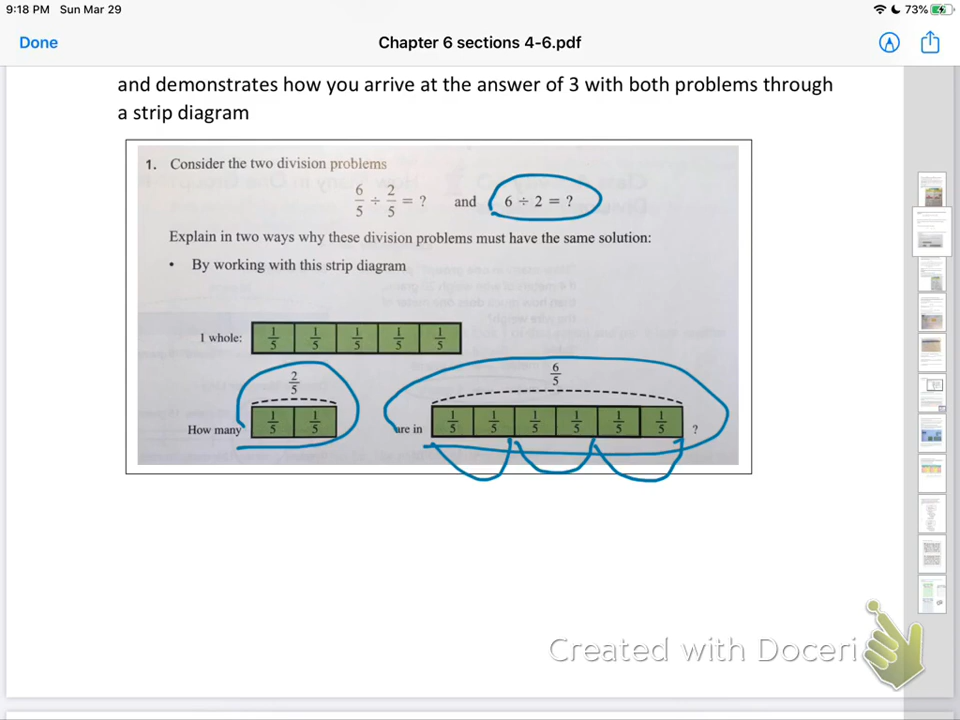 9:18 PM Sun Mar 29
73%
Done
Chapter 6 sections 4-6.pdf
and demonstrates how you arrive at the answer of 3 with both problems through
a strip diagram
1. Consider the two division problems
6/5 ÷ 2/5 = ? and 6 ÷ 2 = ?
Explain in two ways why these division problems must have the same solution:
• By working with this strip diagram
1 whole: 1/5 1/5 1/5 1/5 1/5
2/5
6/5
How many 1/5 1/5 are in 1/5 1/5 1/5 1/5 1/5 1/5 ?
Created with Doceri